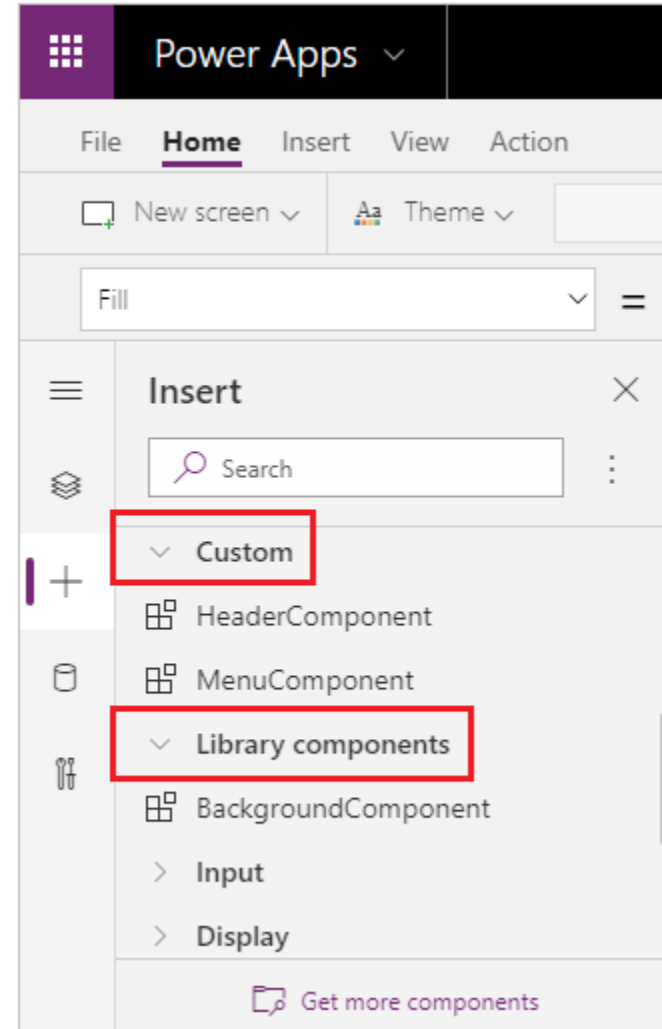 Power Apps
File Home Insert View Action
New screen Aa Theme
Fill =
Insert
Search
Custom
HeaderComponent
MenuComponent
Library components
BackgroundComponent
Input
Display
Get more components